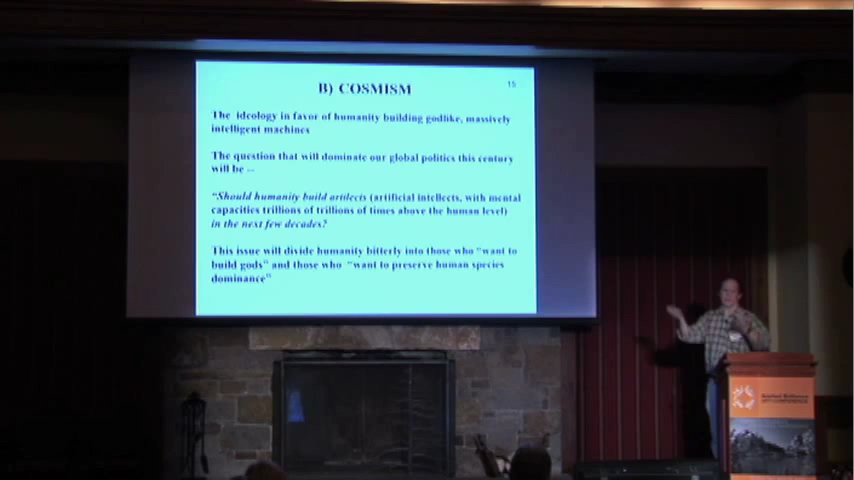 15
B) COSMISM
The ideology in favor of humanity building godlike, massively
intelligent machines
The question that will dominate our global politics this century
will be --
"Should humanity build artilects (artificial intellects, with mental
capacities trillions of trillions of times above the human level)
in the next few decades?
This issue will divide humanity bitterly into those who "want to
build gods" and those who "want to preserve human species
dominance"